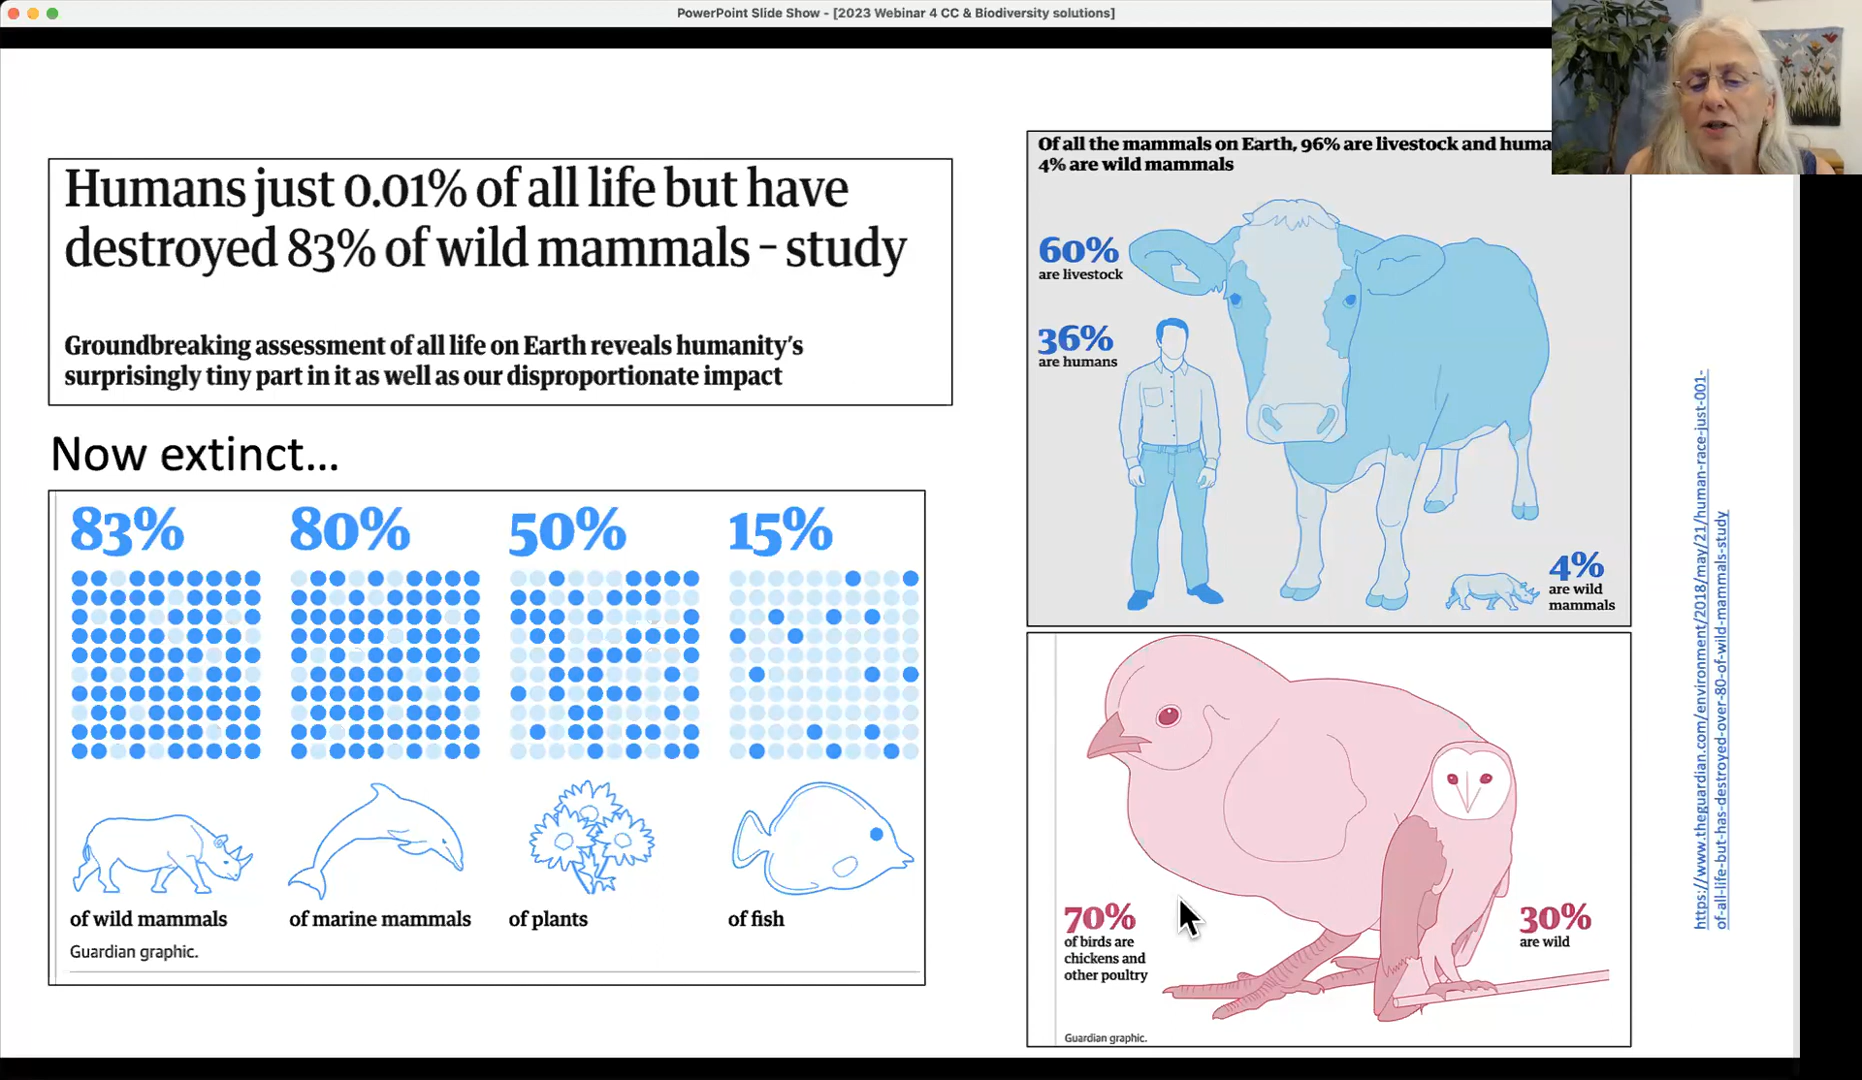 PowerPoint Slide Show - [2023 Webinar 4 CC & Biodiversity solutions]
Humans just 0.01% of all life but have
destroyed 83% of wild mammals – study
Groundbreaking assessment of all life on Earth reveals humanity's
surprisingly tiny part in it as well as our disproportionate impact
Now extinct...
83%
80%
50%
15%
of wild mammals
of marine mammals
of plants
of fish
Guardian graphic.
Of all the mammals on Earth, 96% are livestock and huma
4% are wild mammals
60%
are livestock
36%
are humans
4%
are wild
mammals
70%
of birds are
chickens and
other poultry
30%
are wild
Guardian graphic.
https://www.theguardian.com/environment/2018/may/21/human-race-just-001-
of-all-life-but-has-destroyed-over-80-of-wild-mammals-study